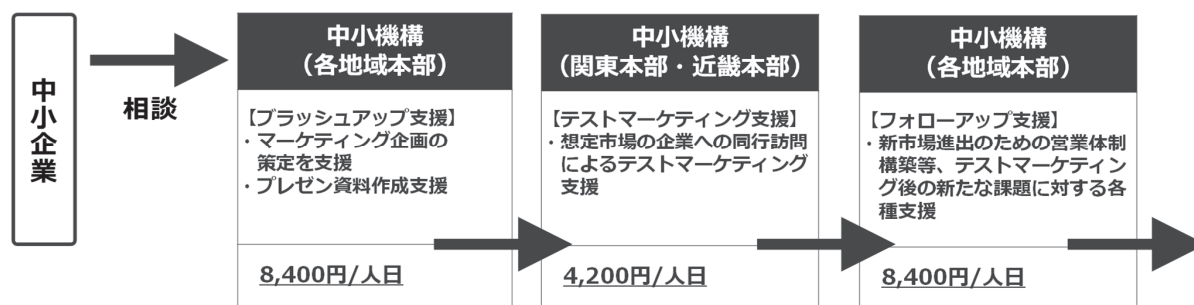 中小企業
相談
中小機構
（各地域本部）
【ブラッシュアップ支援】
・マーケティング企画の
策定を支援
・プレゼン資料作成支援
8,400円/人日
中小機構
（関東本部・近畿本部）
【テストマーケティング支援】
・想定市場の企業への同行訪問
によるテストマーケティング
支援
4,200円/人日
中小機構
（各地域本部）
【フォローアップ支援】
・新市場進出のための営業体制
構築等、テストマーケティン
グ後の新たな課題に対する各
種支援
8,400円/人日